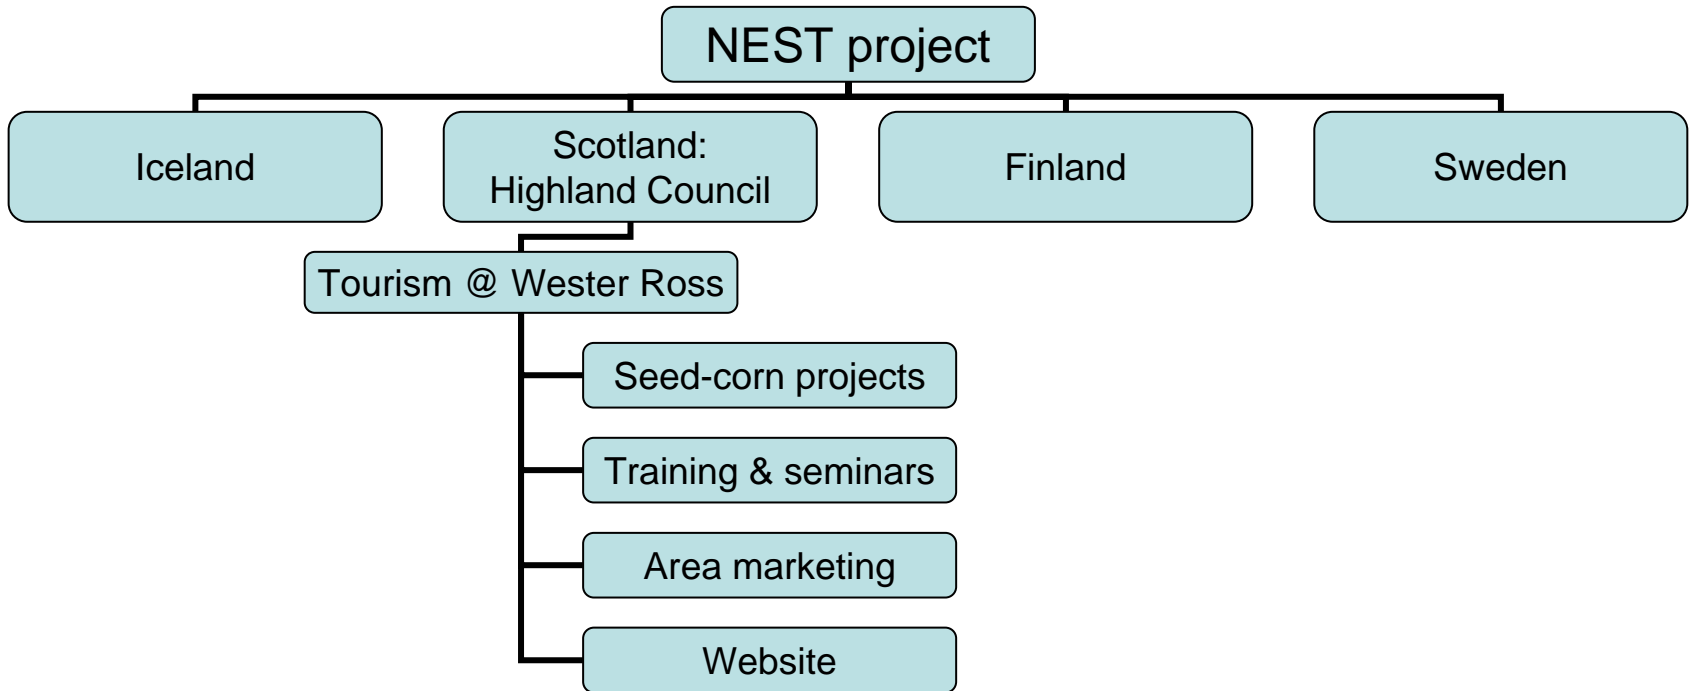 NEST project
Iceland
Scotland:
Highland Council
Finland
Sweden
Tourism @ Wester Ross
Seed-corn projects
Training & seminars
Area marketing
Website